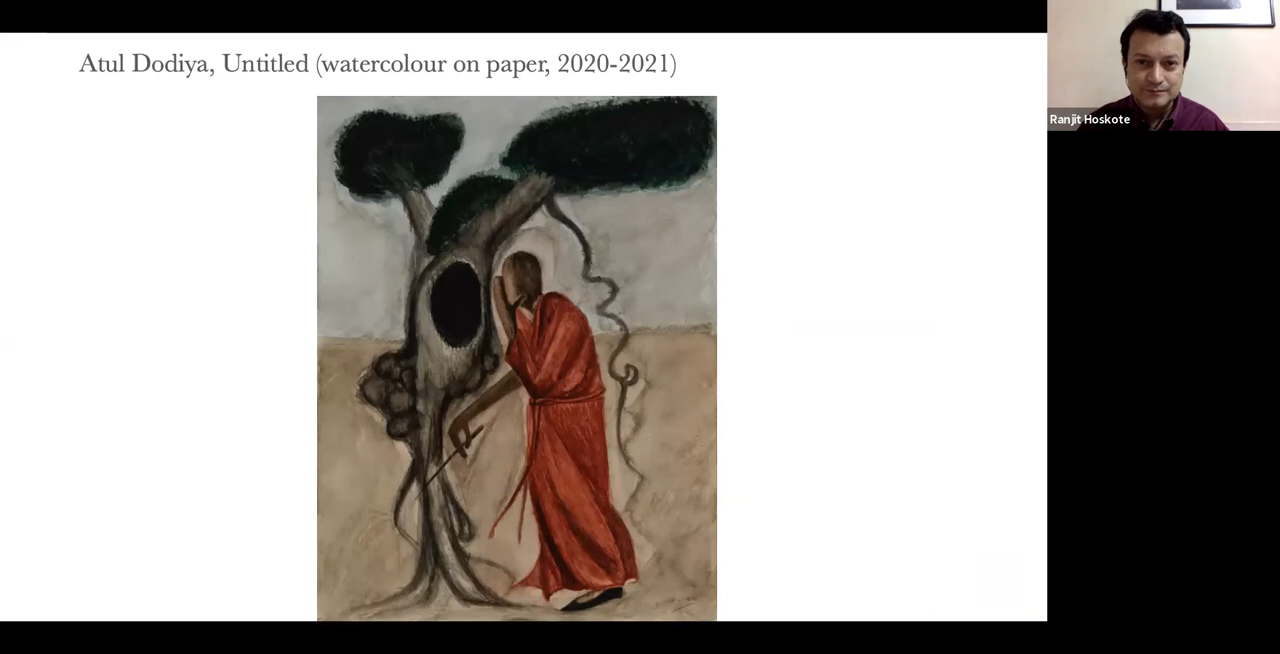 Atul Dodiya, Untitled (watercolour on paper, 2020-2021)
Ranjit Hoskote